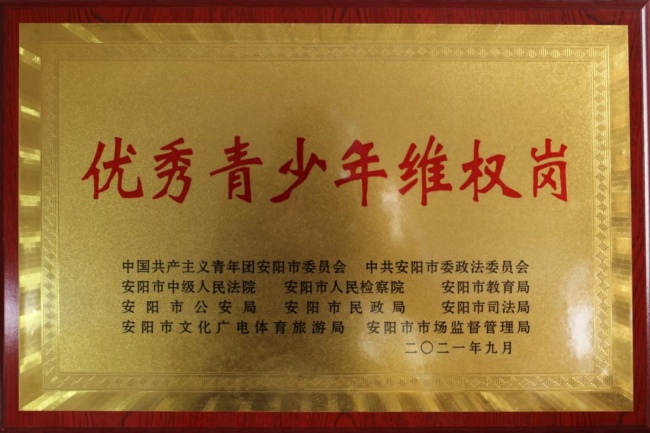 优秀青少年维权岗
中国共产主义青年团安阳市委员会 中共安阳市委政法委员会
安阳市中级人民法院 安阳市人民检察院 安阳市教育局
安阳市公安局 安阳市民政局 安阳市司法局
安阳市文化广电体育旅游局 安阳市市场监督管理局
二〇二一年九月